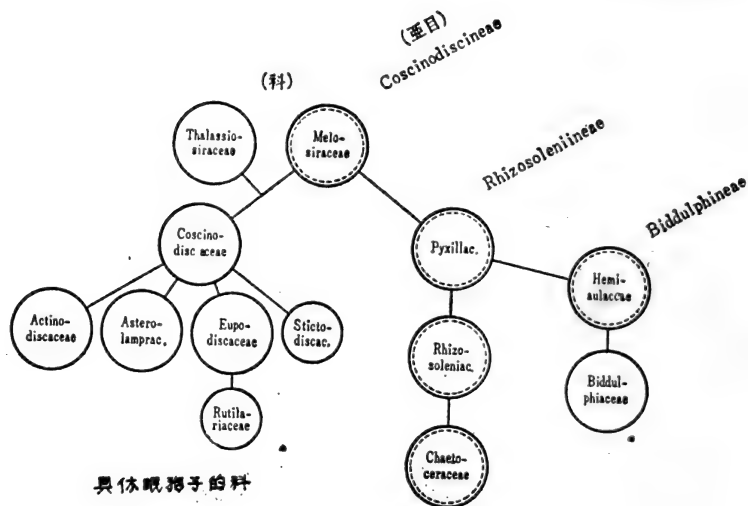 (亜目)
Coscinodiscineae
(科)
Thalassio-
siraceae
Melo-
siraceae
Rhizosoleniineae
Biddulphineae
Coscino-
disc aceae
Pyxillac.
Hemi-
aulaceae
Actino-
discaceae
Astero-
lamprac.
Eupo-
discaceae
Sticto-
discac.
Rhizo-
soleniac.
Biddul-
phiaceae
Rutila-
riaceae
Chaeto-
ceraceae
具休眠孢子的科